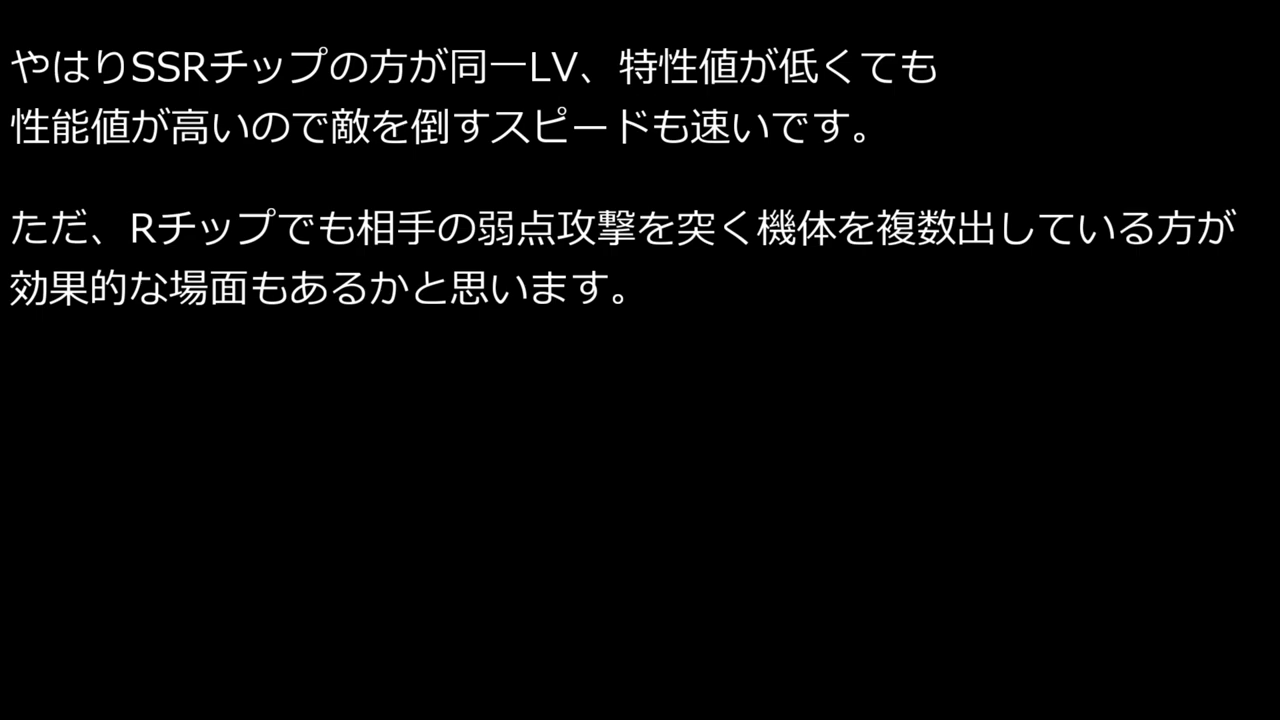 やはりSSRチップの方が同一LV、特性値が低くても
性能値が高いので敵を倒すスピードも速いです。
ただ、Rチップでも相手の弱点攻撃を突く機体を複数出している方が
効果的な場面もあるかと思います。